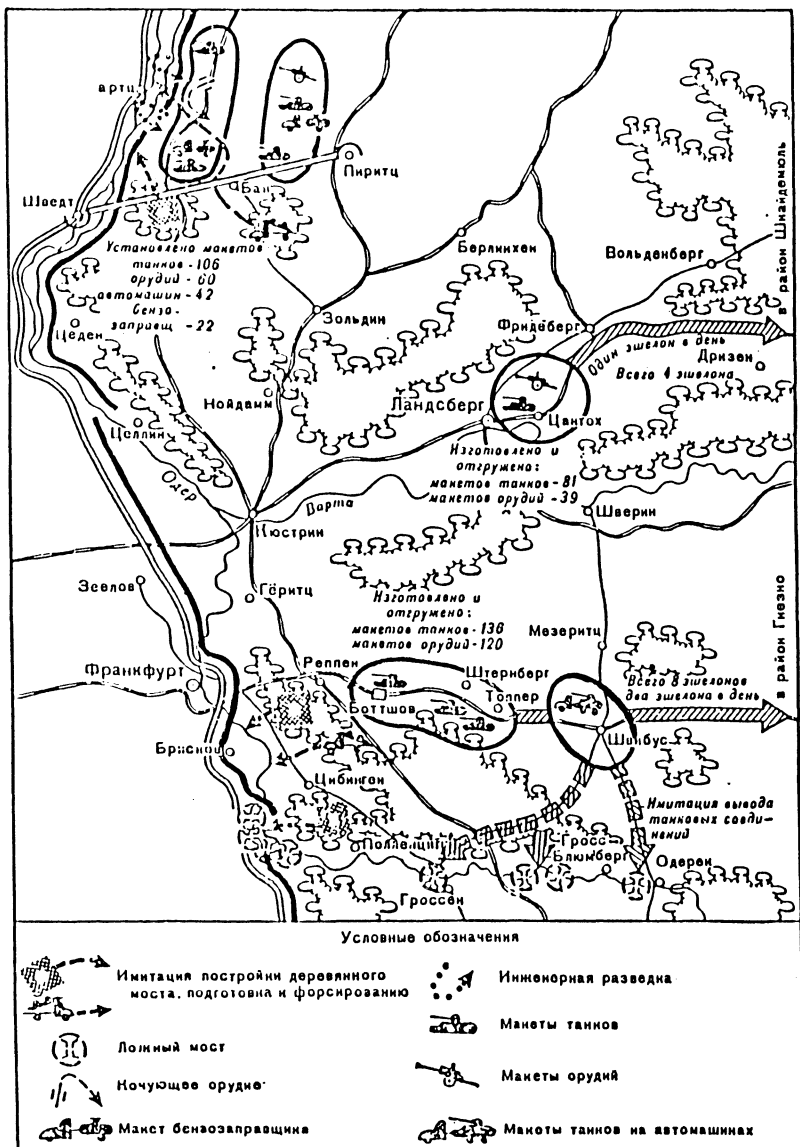 артц
Пиритц
Бан
Шведт
Установлено макетов
танков - 106
орудий - 60
автомашин - 42
бензо-
заправщ - 22
Берлинхен
Вольденберг
в район Шнайдемюль
Цеден
Зольдин
Фридеберг
Один эшелон в день
Всего 4 эшелона
Дризен
Нойдамм
Ландсберг
Цантох
Целлин
Изготовлено и
отгружено:
макетов танков - 81
макетов орудий - 39
Одер
Варта
Кюстрин
Шверин
Зеелов
Гёритц
Изготовлено и
отгружено:
макетов танков - 136
макетов орудий - 120
Мезеритц
в район Гнезно
Франкфурт
Реппен
Штернберг
Топпер
Боттшов
Всего 8 эшелонов
два эшелона в день
Шибус
Бриской
Цибинген
Имитация вывода
танковых соеди-
нений
Полленциг
Гросс
Блюмберг
Одерек
Гроссен
Условные обозначения
Имитация постройки деревянного
моста, подготовка к форсированию
Инженерная разведка
Макеты танков
Ложный мост
Макеты орудий
Кочующее орудие
Макет бензозаправщика
Макеты танков на автомашинах